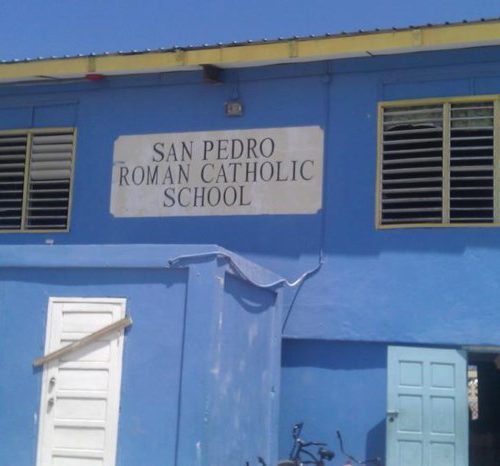 SAN PEDRO
ROMAN CATHOLIC
SCHOOL